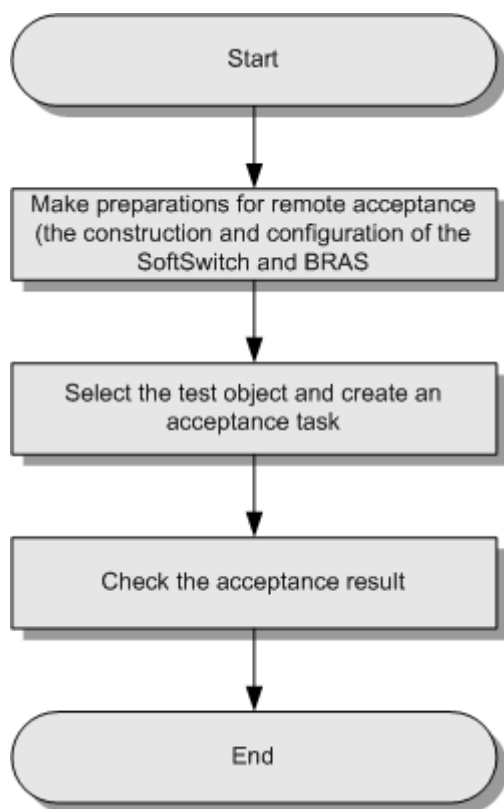 Start
Make preparations for remote acceptance
(the construction and configuration of the
SoftSwitch and BRAS
Select the test object and create an
acceptance task
Check the acceptance result
End